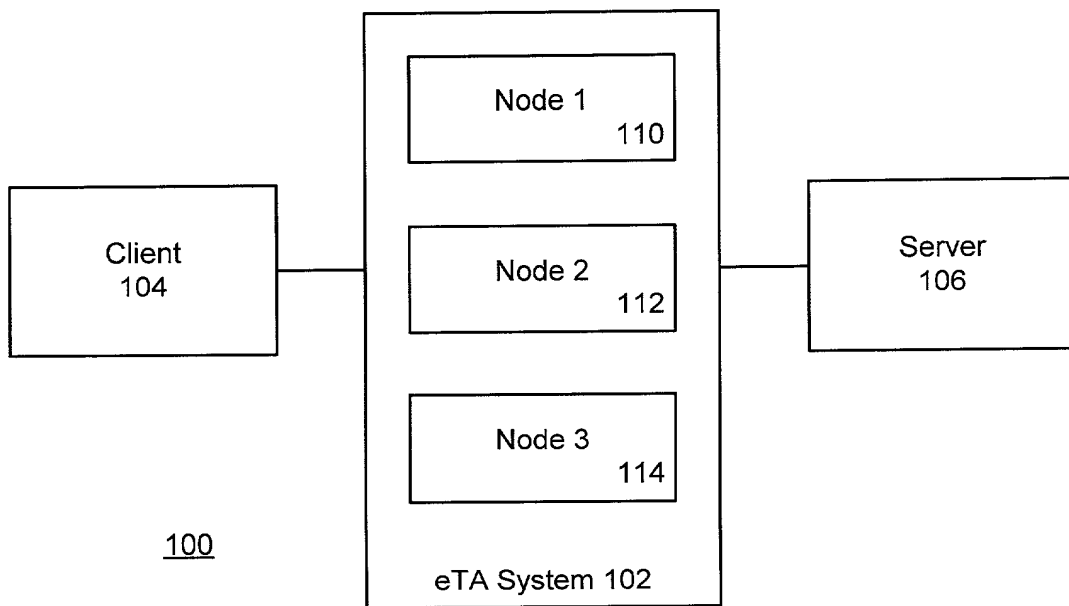 Node 1
110
Client
104
Node 2
112
Server
106
Node 3
114
100
eTA System 102